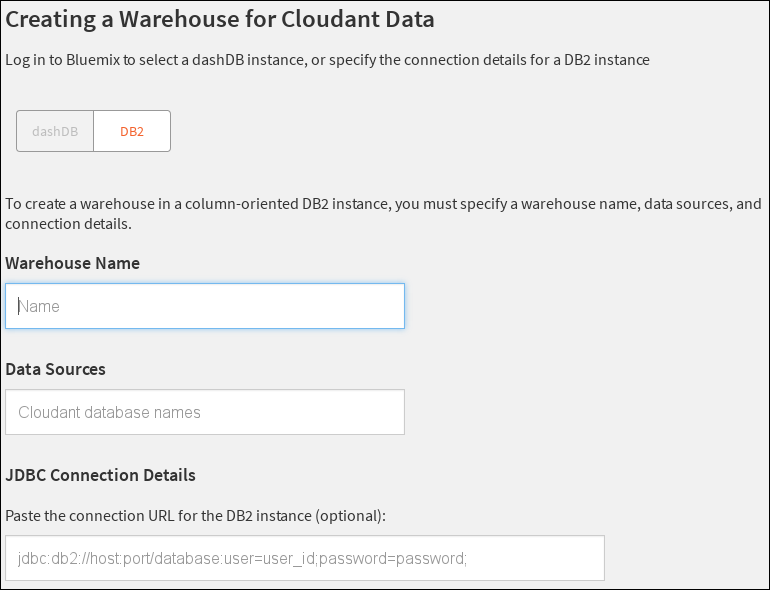 Creating a Warehouse for Cloudant Data
Log in to Bluemix to select a dashDB instance, or specify the connection details for a DB2 instance
dashDB DB2
To create a warehouse in a column-oriented DB2 instance, you must specify a warehouse name, data sources, and
connection details.
Warehouse Name
Name
Data Sources
Cloudant database names
JDBC Connection Details
Paste the connection URL for the DB2 instance (optional):
jdbc:db2://host:port/database:user=user_id;password=password;